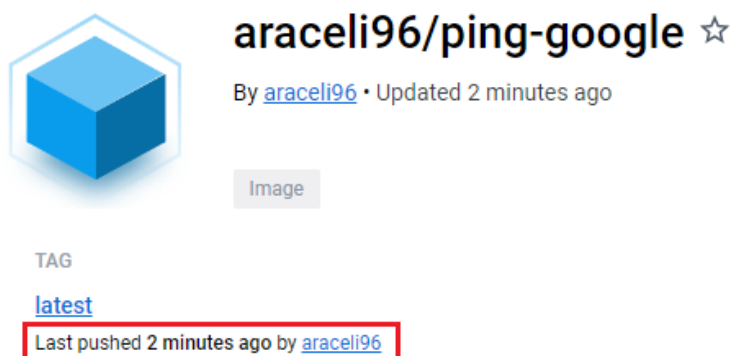 araceli96/ping-google
By araceli96 • Updated 2 minutes ago
Image
TAG
latest
Last pushed 2 minutes ago by araceli96